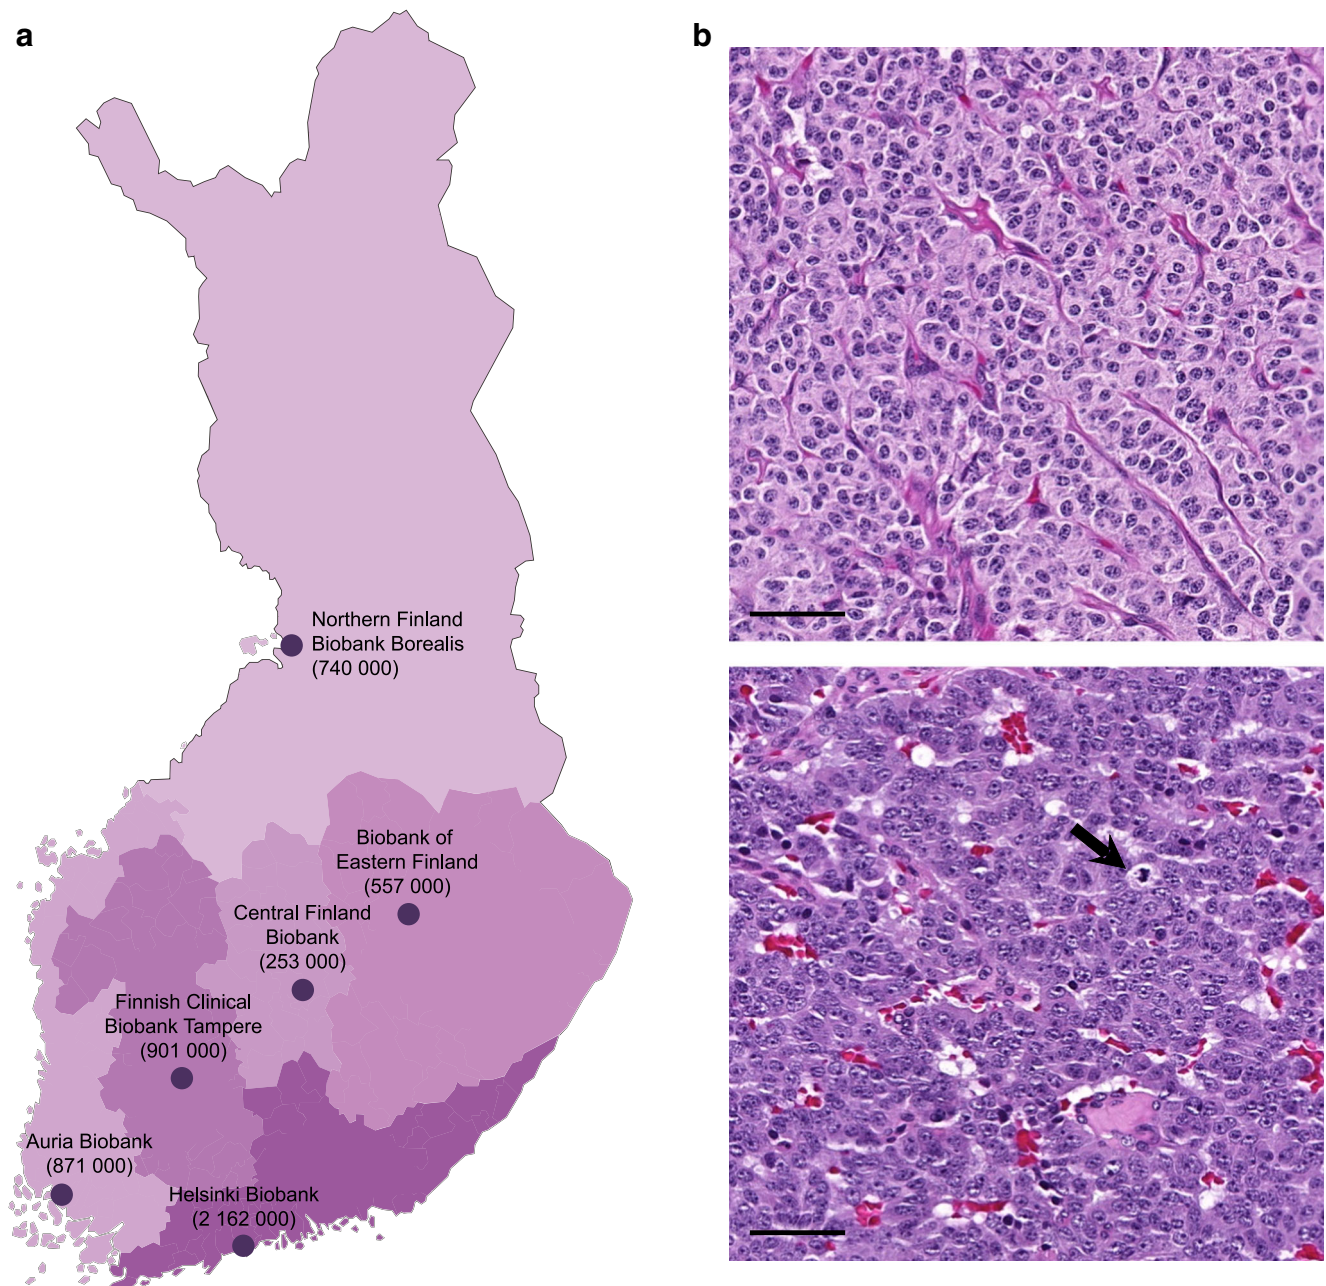 a
b
Northern Finland
Biobank Borealis
(740 000)
Biobank of
Eastern Finland
(557 000)
Central Finland
Biobank
(253 000)
Finnish Clinical
Biobank Tampere
(901 000)
Auria Biobank
(871 000)
Helsinki Biobank
(2 162 000)